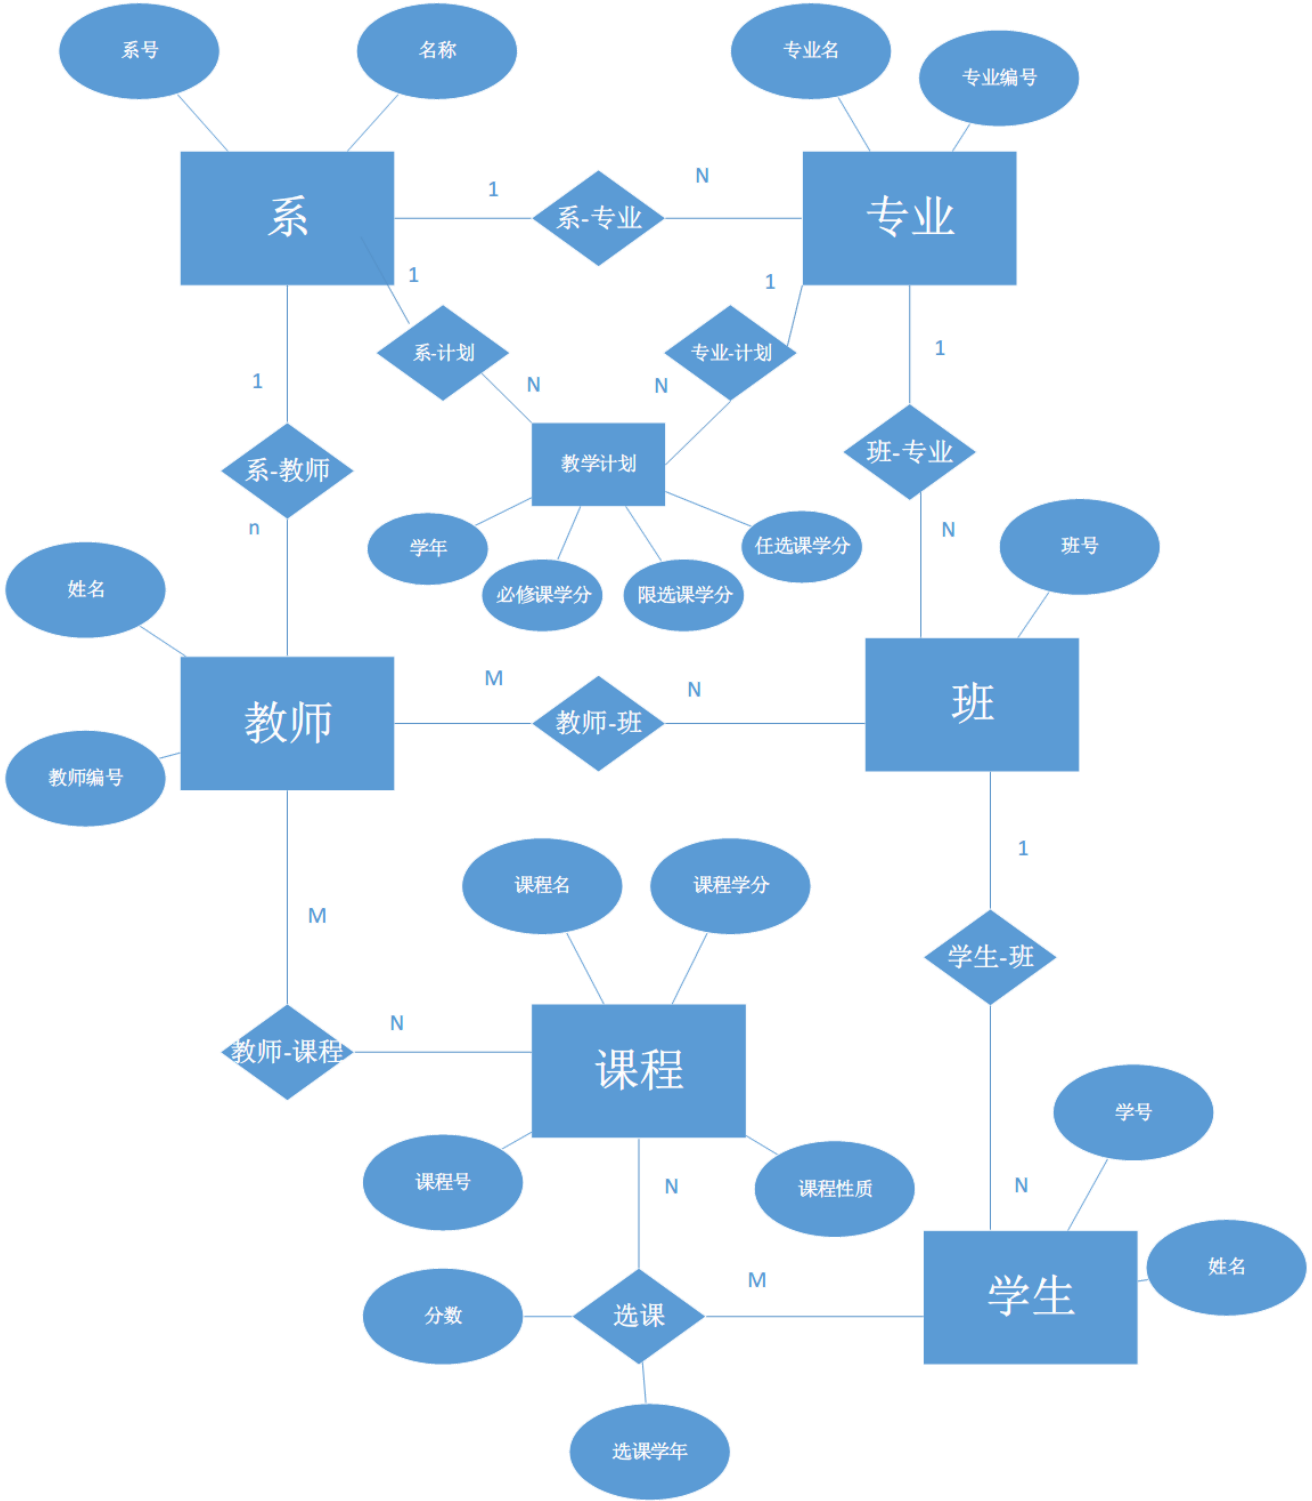 系号
名称
专业名
专业编号
系
1
系-专业
N
专业
1
系-计划
N
1
专业-计划
N
1
班-专业
N
1
系-教师
n
教学计划
学年
必修课学分
限选课学分
任选课学分
班号
姓名
教师编号
教师
M
教师-班
N
班
1
课程名
课程学分
M
教师-课程
N
课程
学生-班
N
课程号
课程性质
N
学号
姓名
学生
分数
选课
M
选课学年